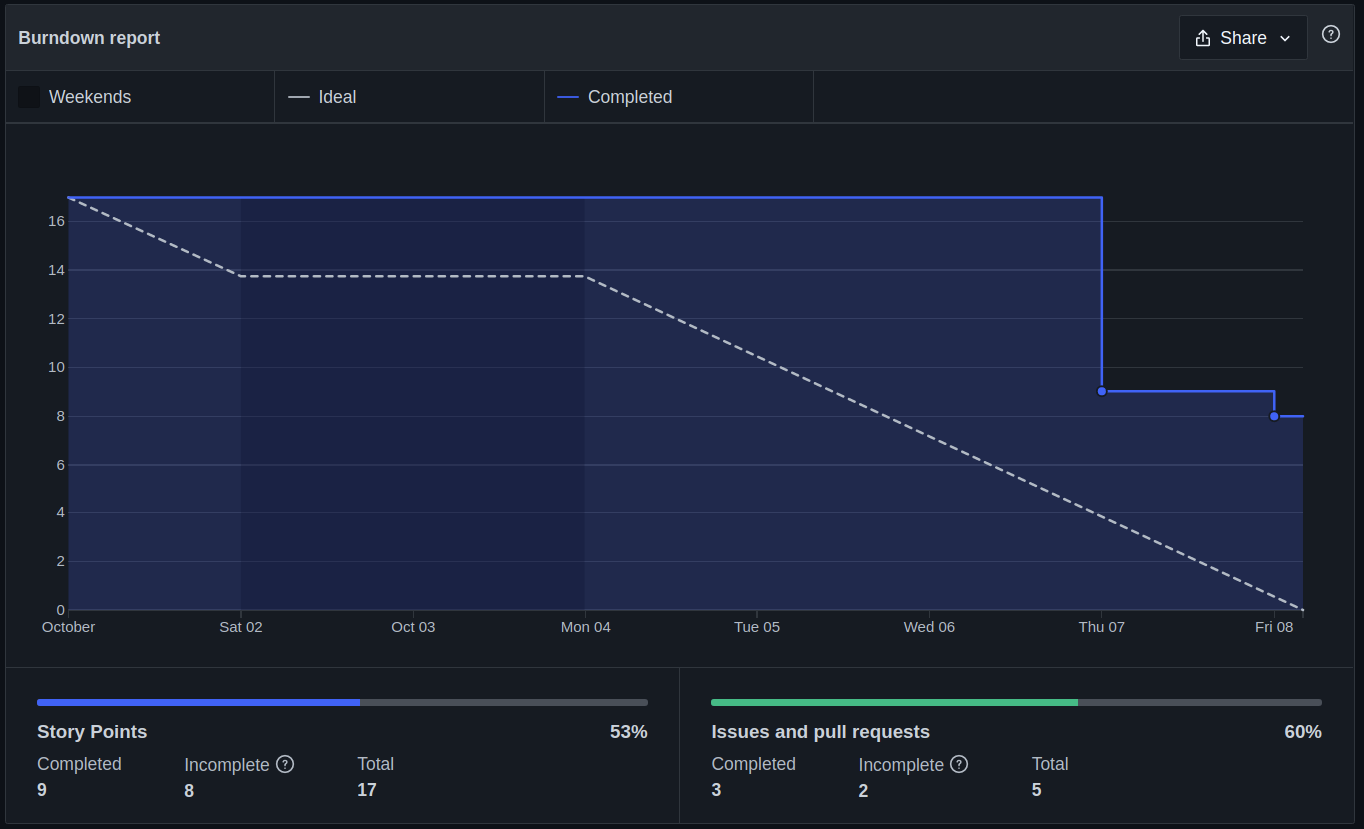 Burndown report
Share
Weekends
Ideal
Completed
16
14
12
10
8
6
4
2
0
October Sat 02 Oct 03 Mon 04 Tue 05 Wed 06 Thu 07 Fri 08
Story Points 53%
Completed Incomplete ? Total
9 8 17
Issues and pull requests 60%
Completed Incomplete ? Total
3 2 5